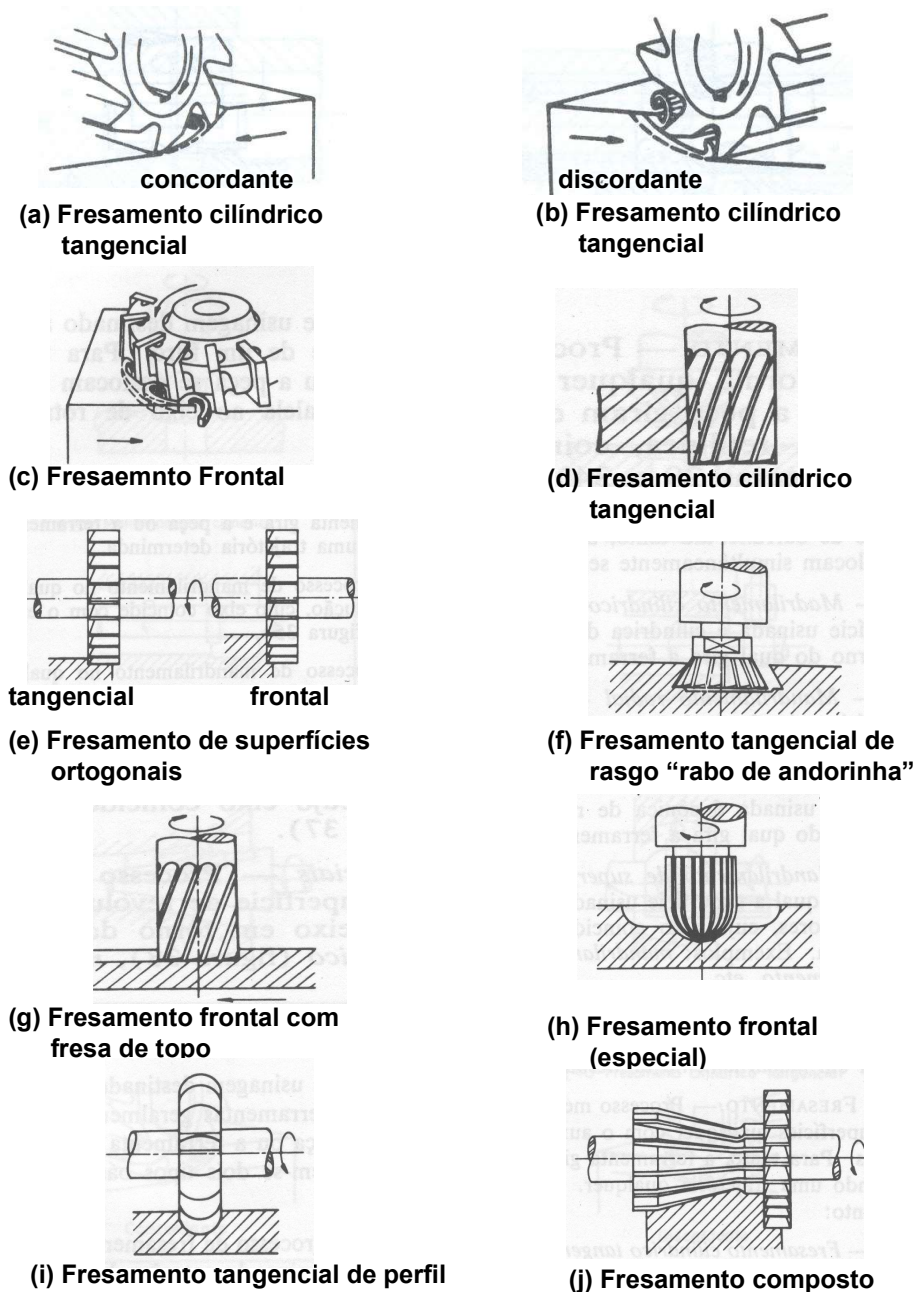 concordante
(a) Fresamento cilíndrico
tangencial
discordante
(b) Fresamento cilíndrico
tangencial
(c) Fresaemnto Frontal
(d) Fresamento cilíndrico
tangencial
tangencial frontal
(e) Fresamento de superfícies
ortogonais
(f) Fresamento tangencial de
rasgo “rabo de andorinha”
(g) Fresamento frontal com
fresa de topo
(h) Fresamento frontal
(especial)
(i) Fresamento tangencial de perfil
(j) Fresamento composto